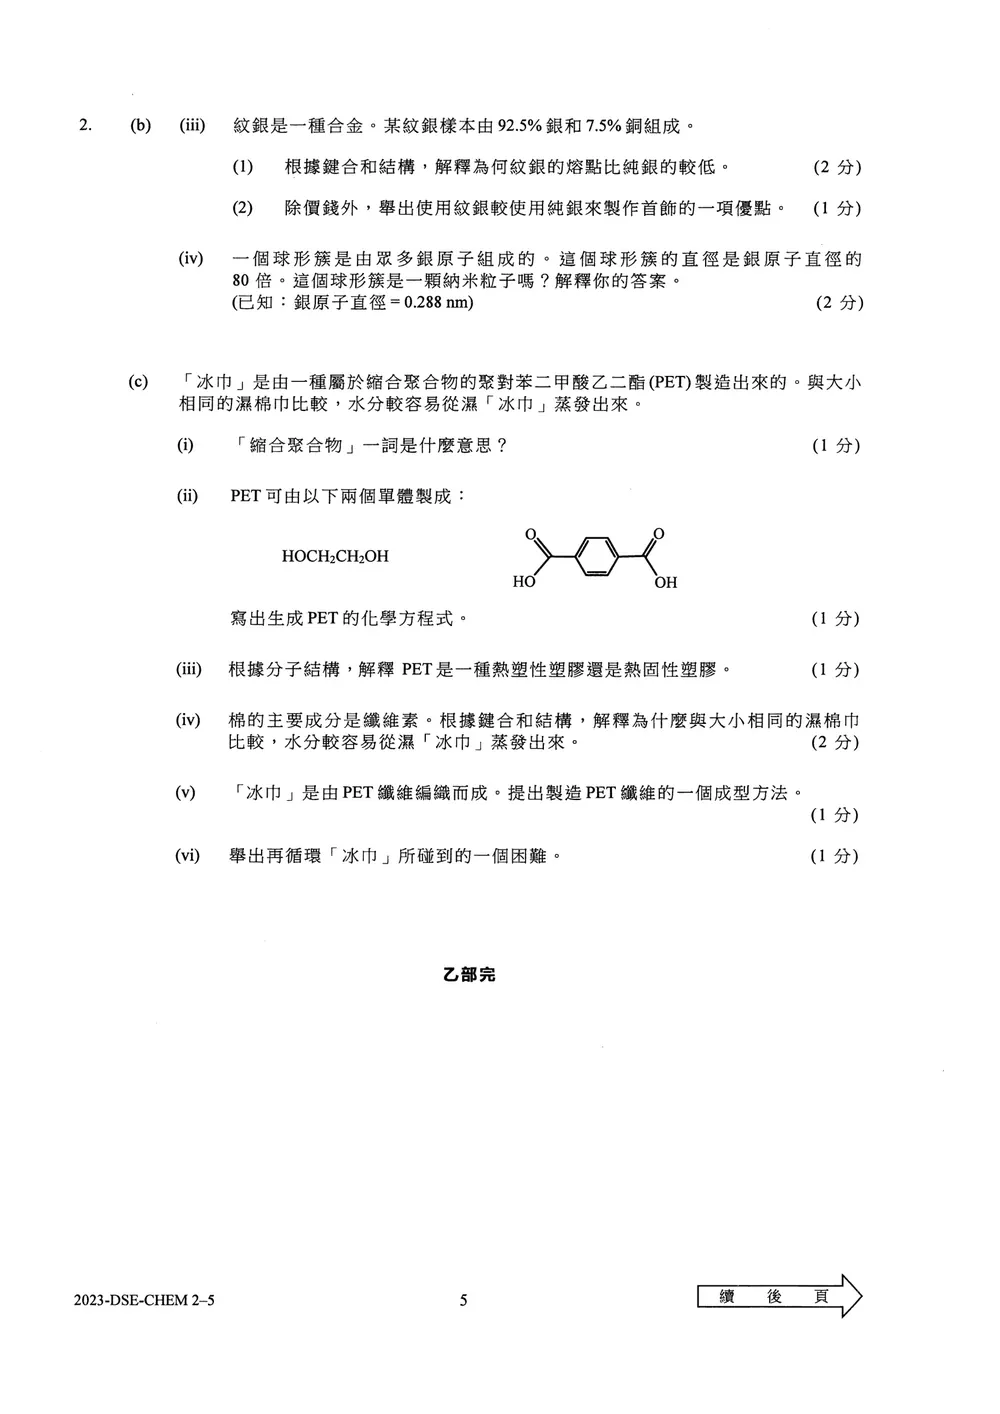 2. (b) (iii) 紋銀是一種合金。某紋銀樣本由 92.5% 銀和 7.5% 銅組成。
(1) 根據鍵合和結構，解釋為何紋銀的熔點比純銀的較低。 (2 分)
(2) 除價錢外，舉出使用紋銀較使用純銀來製作首飾的一項優點。 (1 分)
(iv) 一個球形簇是由眾多銀原子組成的。這個球形簇的直徑是銀原子直徑的
80 倍。這個球形簇是一顆納米粒子嗎？解釋你的答案。
(已知：銀原子直徑 = 0.288 nm) (2 分)
(c) 「冰巾」是由一種屬於縮合聚合物的聚對苯二甲酸乙二酯 (PET) 製造出來的。與大小
相同的濕棉巾比較，水分較容易從濕「冰巾」蒸發出來。
(i) 「縮合聚合物」一詞是什麼意思？ (1 分)
(ii) PET 可由以下兩個單體製成：
O O
HOCH₂CH₂OH
HO OH
寫出生成 PET 的化學方程式。 (1 分)
(iii) 根據分子結構，解釋 PET 是一種熱塑性塑膠還是熱固性塑膠。 (1 分)
(iv) 棉的主要成分是纖維素。根據鍵合和結構，解釋為什麼與大小相同的濕棉巾
比較，水分較容易從濕「冰巾」蒸發出來。 (2 分)
(v) 「冰巾」是由 PET 纖維編織而成。提出製造 PET 纖維的一個成型方法。
(1 分)
(vi) 舉出再循環「冰巾」所碰到的一個困難。 (1 分)
乙部完
2023-DSE-CHEM 2–5 5 續後頁